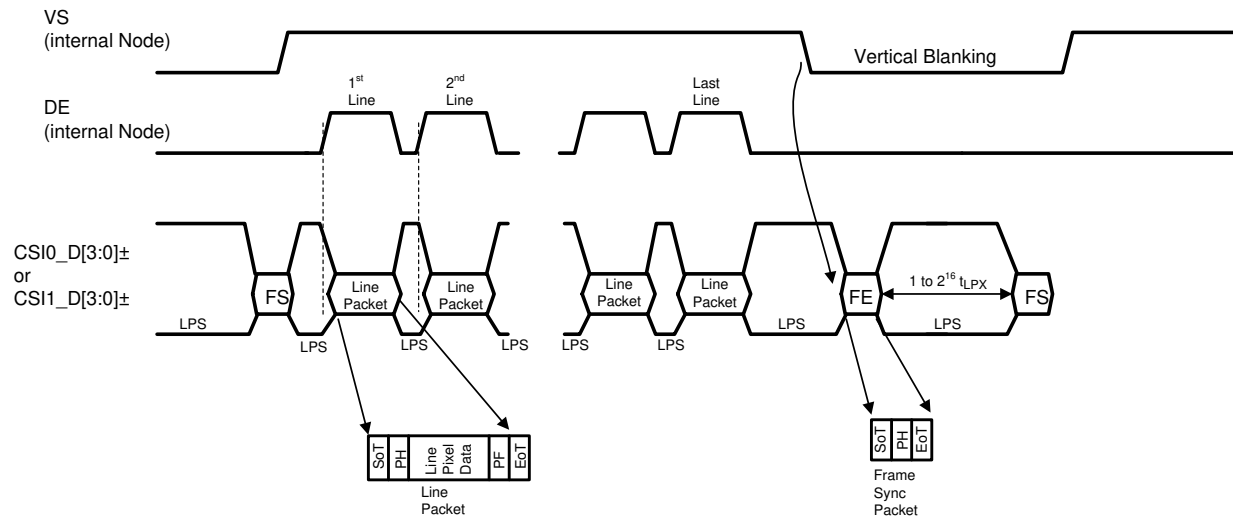 VS
(internal Node)
Vertical Blanking
1st
Line
2nd
Line
Last
Line
DE
(internal Node)
CSI0_D[3:0]±
or
CSI1_D[3:0]±
FS
Line
Packet
Line
Packet
Line
Packet
Line
Packet
FE
1 to 2^16 tLPX
FS
LPS
LPS
LPS
LPS
LPS
LPS
LPS
LPS
SoT
PH
Line
Pixel
Data
PF
EoT
Line
Packet
SoT
PH
EoT
Frame
Sync
Packet